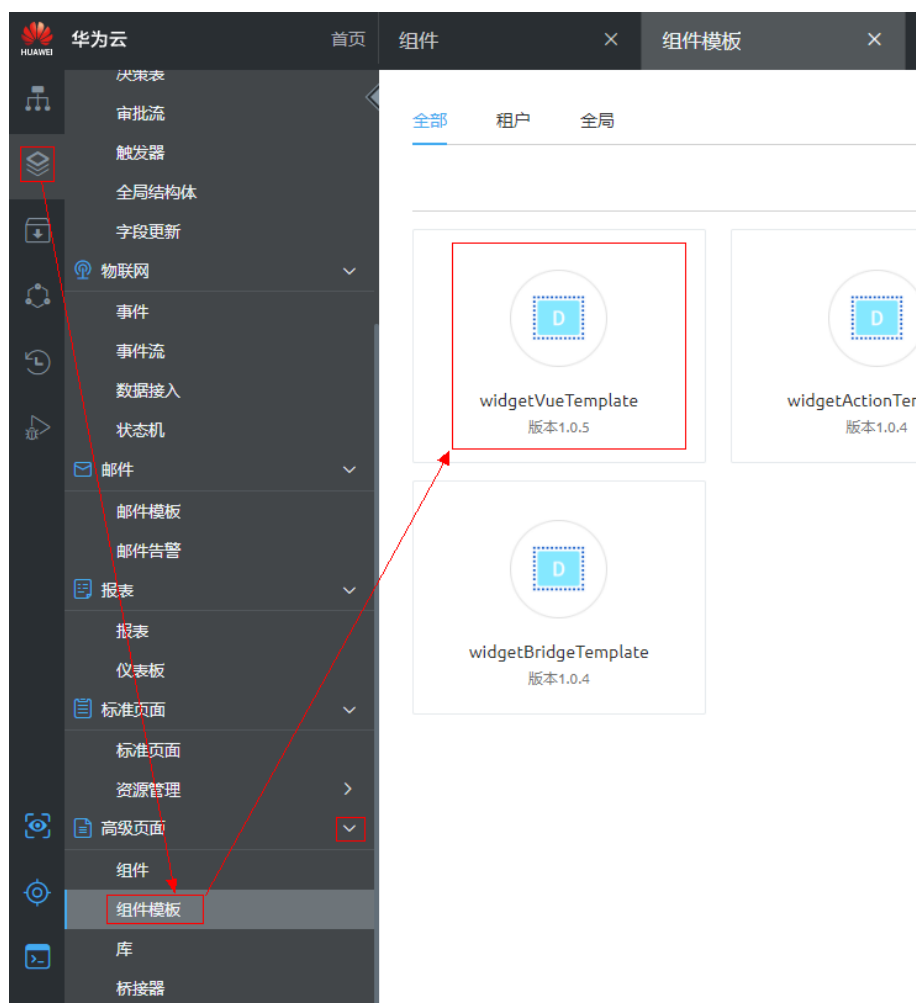 HUAWEI
华为云
首页
组件
组件模板
决策表
审批流
触发器
全局结构体
字段更新
物联网
事件
事件流
数据接入
状态机
邮件
邮件模板
邮件告警
报表
报表
仪表板
标准页面
标准页面
资源管理
高级页面
组件
组件模板
库
桥接器
全部
租户
全局
D
widgetVueTemplate
版本1.0.5
D
widgetActionTer
版本1.0.4
D
widgetBridgeTemplate
版本1.0.4